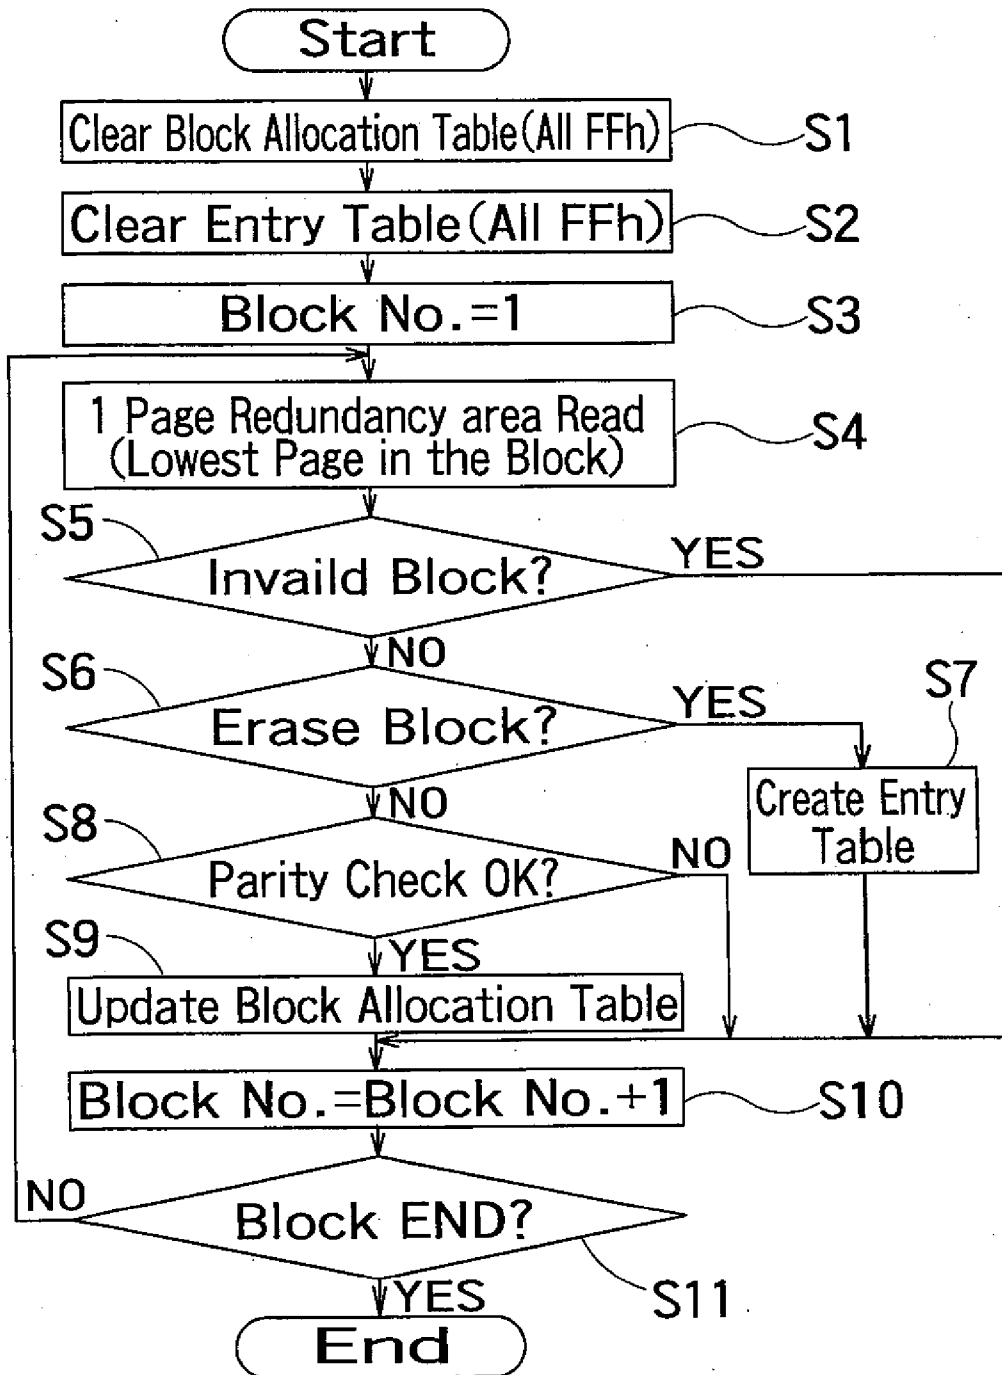 Start
Clear Block Allocation Table(All FFh)
S1
Clear Entry Table(All FFh)
S2
Block No.=1
S3
1 Page Redundancy area Read
(Lowest Page in the Block)
S4
S5
Invaild Block?
YES
NO
S6
Erase Block?
YES
S7
Create Entry
Table
NO
S8
Parity Check OK?
NO
YES
S9
Update Block Allocation Table
Block No.=Block No.+1
S10
NO
Block END?
S11
YES
End